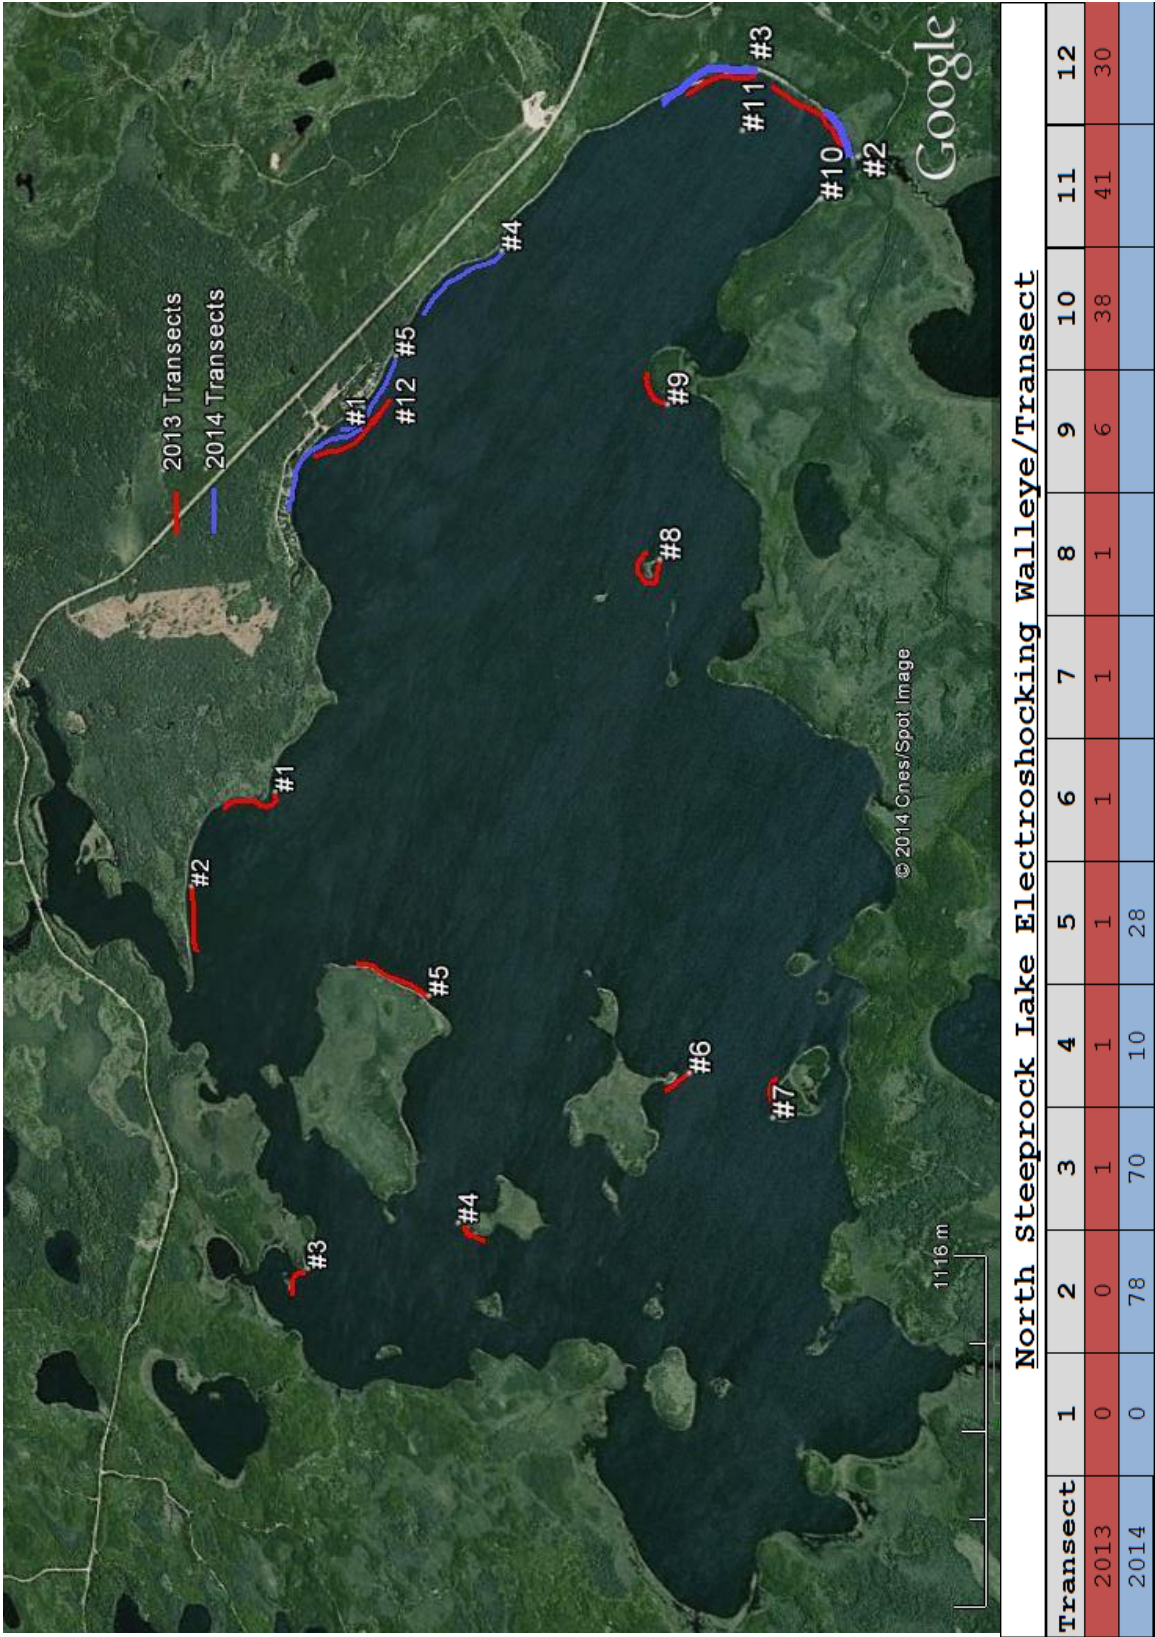 2013 Transects
2014 Transects
#1
#2
#3
#4
#5
#6
#7
#8
#9
#10
#11
#12
#1
#2
#3
#4
#5
1116 m
© 2014 Cnes/Spot Image
Google
North Steeprock Lake Electroshocking Walleye/Transect
Transect 1 2 3 4 5 6 7 8 9 10 11 12
2013 0 0 1 1 1 1 1 1 6 38 41 30
2014 0 78 70 10 28